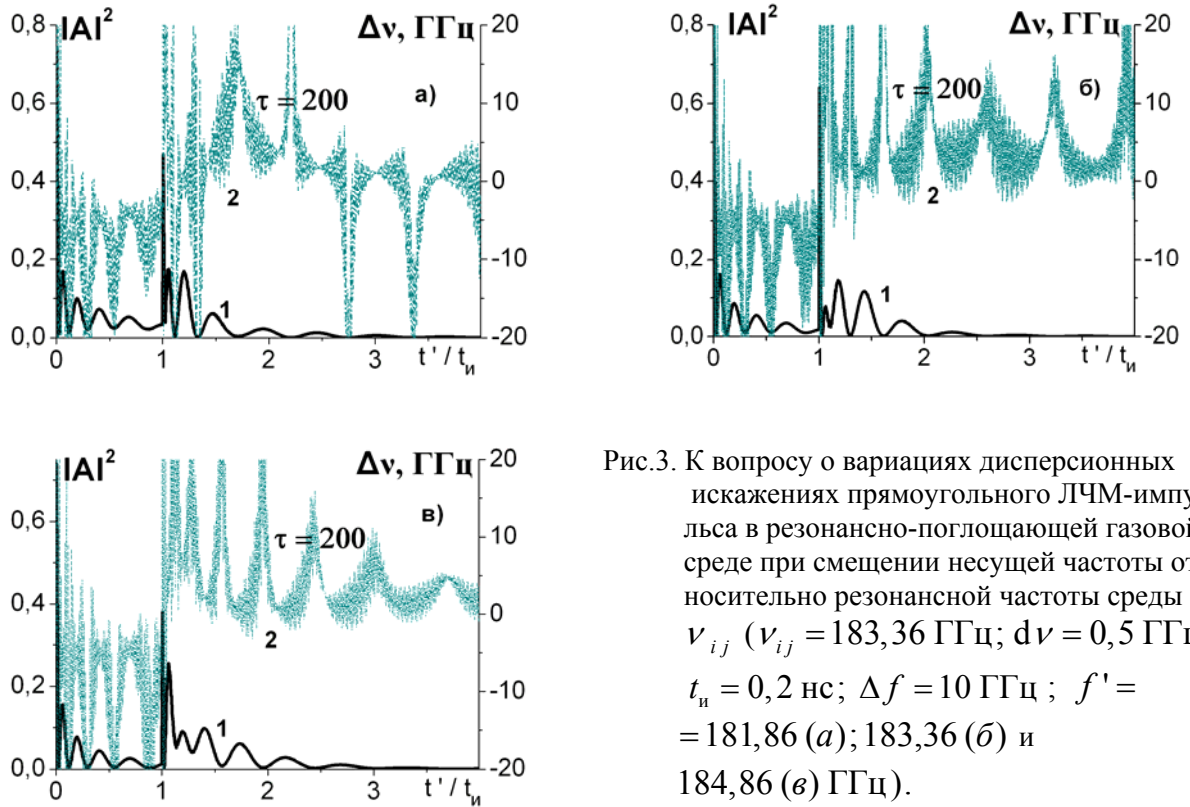 |A|² Δν, ГГц
0,8 20
τ = 200 а)
0,6 10
0,4 0
2
0,2 -10
1
0,0 -20
0 1 2 3 t ' / tи
|A|² Δν, ГГц
0,8 20
τ = 200 б)
0,6 10
0,4 0
2
0,2 -10
1
0,0 -20
0 1 2 3 t ' / tи
|A|² Δν, ГГц
20
в)
0,6 10
τ = 200
0,4 0
2
0,2 -10
1
0,0 -20
0 1 2 3 t ' / tи
Рис.3. К вопросу о вариациях дисперсионных
искажениях прямоугольного ЛЧМ-импу
льса в резонансно-поглощающей газовой
среде при смещении несущей частоты от
носительно резонансной частоты среды
ν i j (ν i j = 183,36 ГГц; dν = 0,5 ГГц
tи = 0,2 нс; Δf = 10 ГГц ; f ' =
= 181,86 (а); 183,36 (б) и
184,86 (в) ГГц).